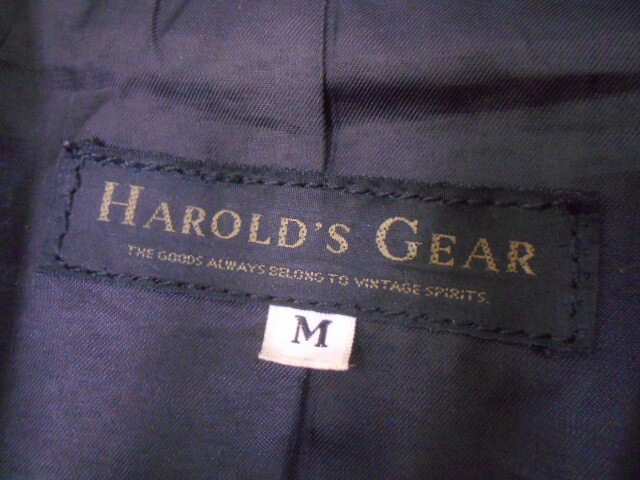 HAROLD'S GEAR
THE GOODS ALWAYS BELONG TO VINTAGE SPIRITS.
M